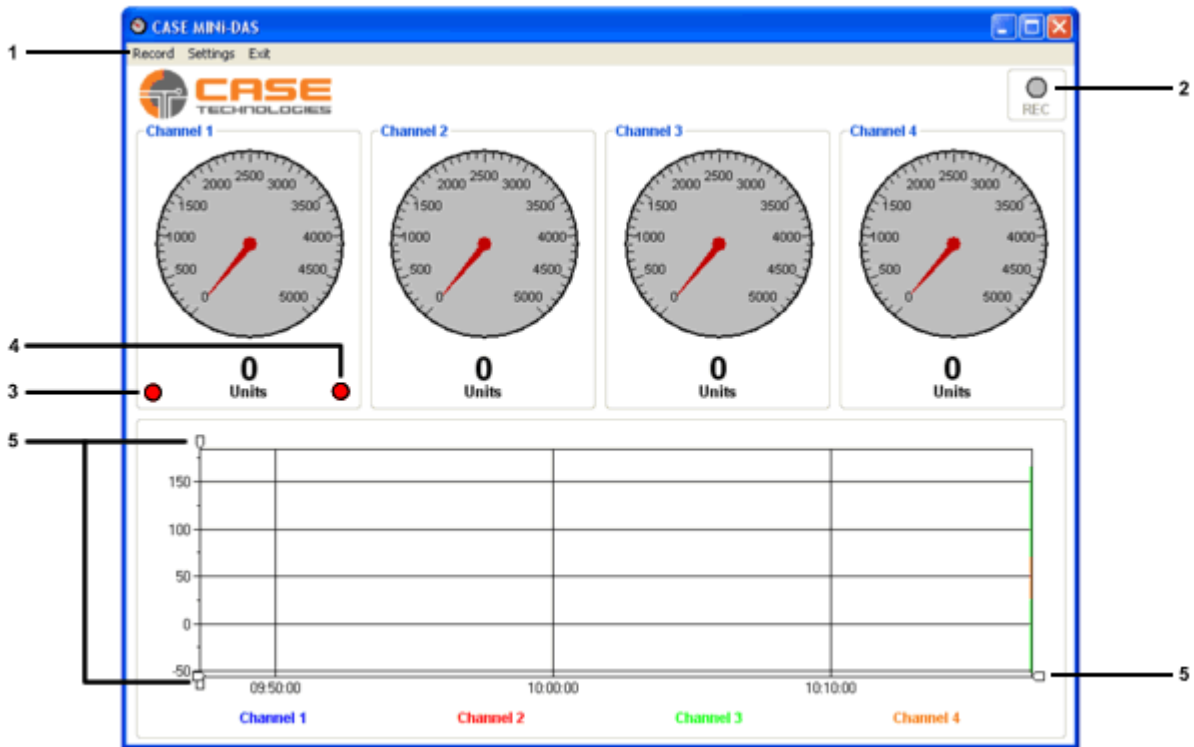 CASE MINi-DAS
1
Record Settings Exit
CASE
TECHNOLOGIES
REC
2
Channel 1 Channel 2 Channel 3 Channel 4
0 500 1000 1500 2000 2500 3000 3500 4000 4500 5000
0 500 1000 1500 2000 2500 3000 3500 4000 4500 5000
0 500 1000 1500 2000 2500 3000 3500 4000 4500 5000
0 500 1000 1500 2000 2500 3000 3500 4000 4500 5000
4
0 0 0 0
3
Units Units Units Units
5
150
100
50
0
-50
5
09:50:00 10:00:00 10:10:00
Channel 1 Channel 2 Channel 3 Channel 4